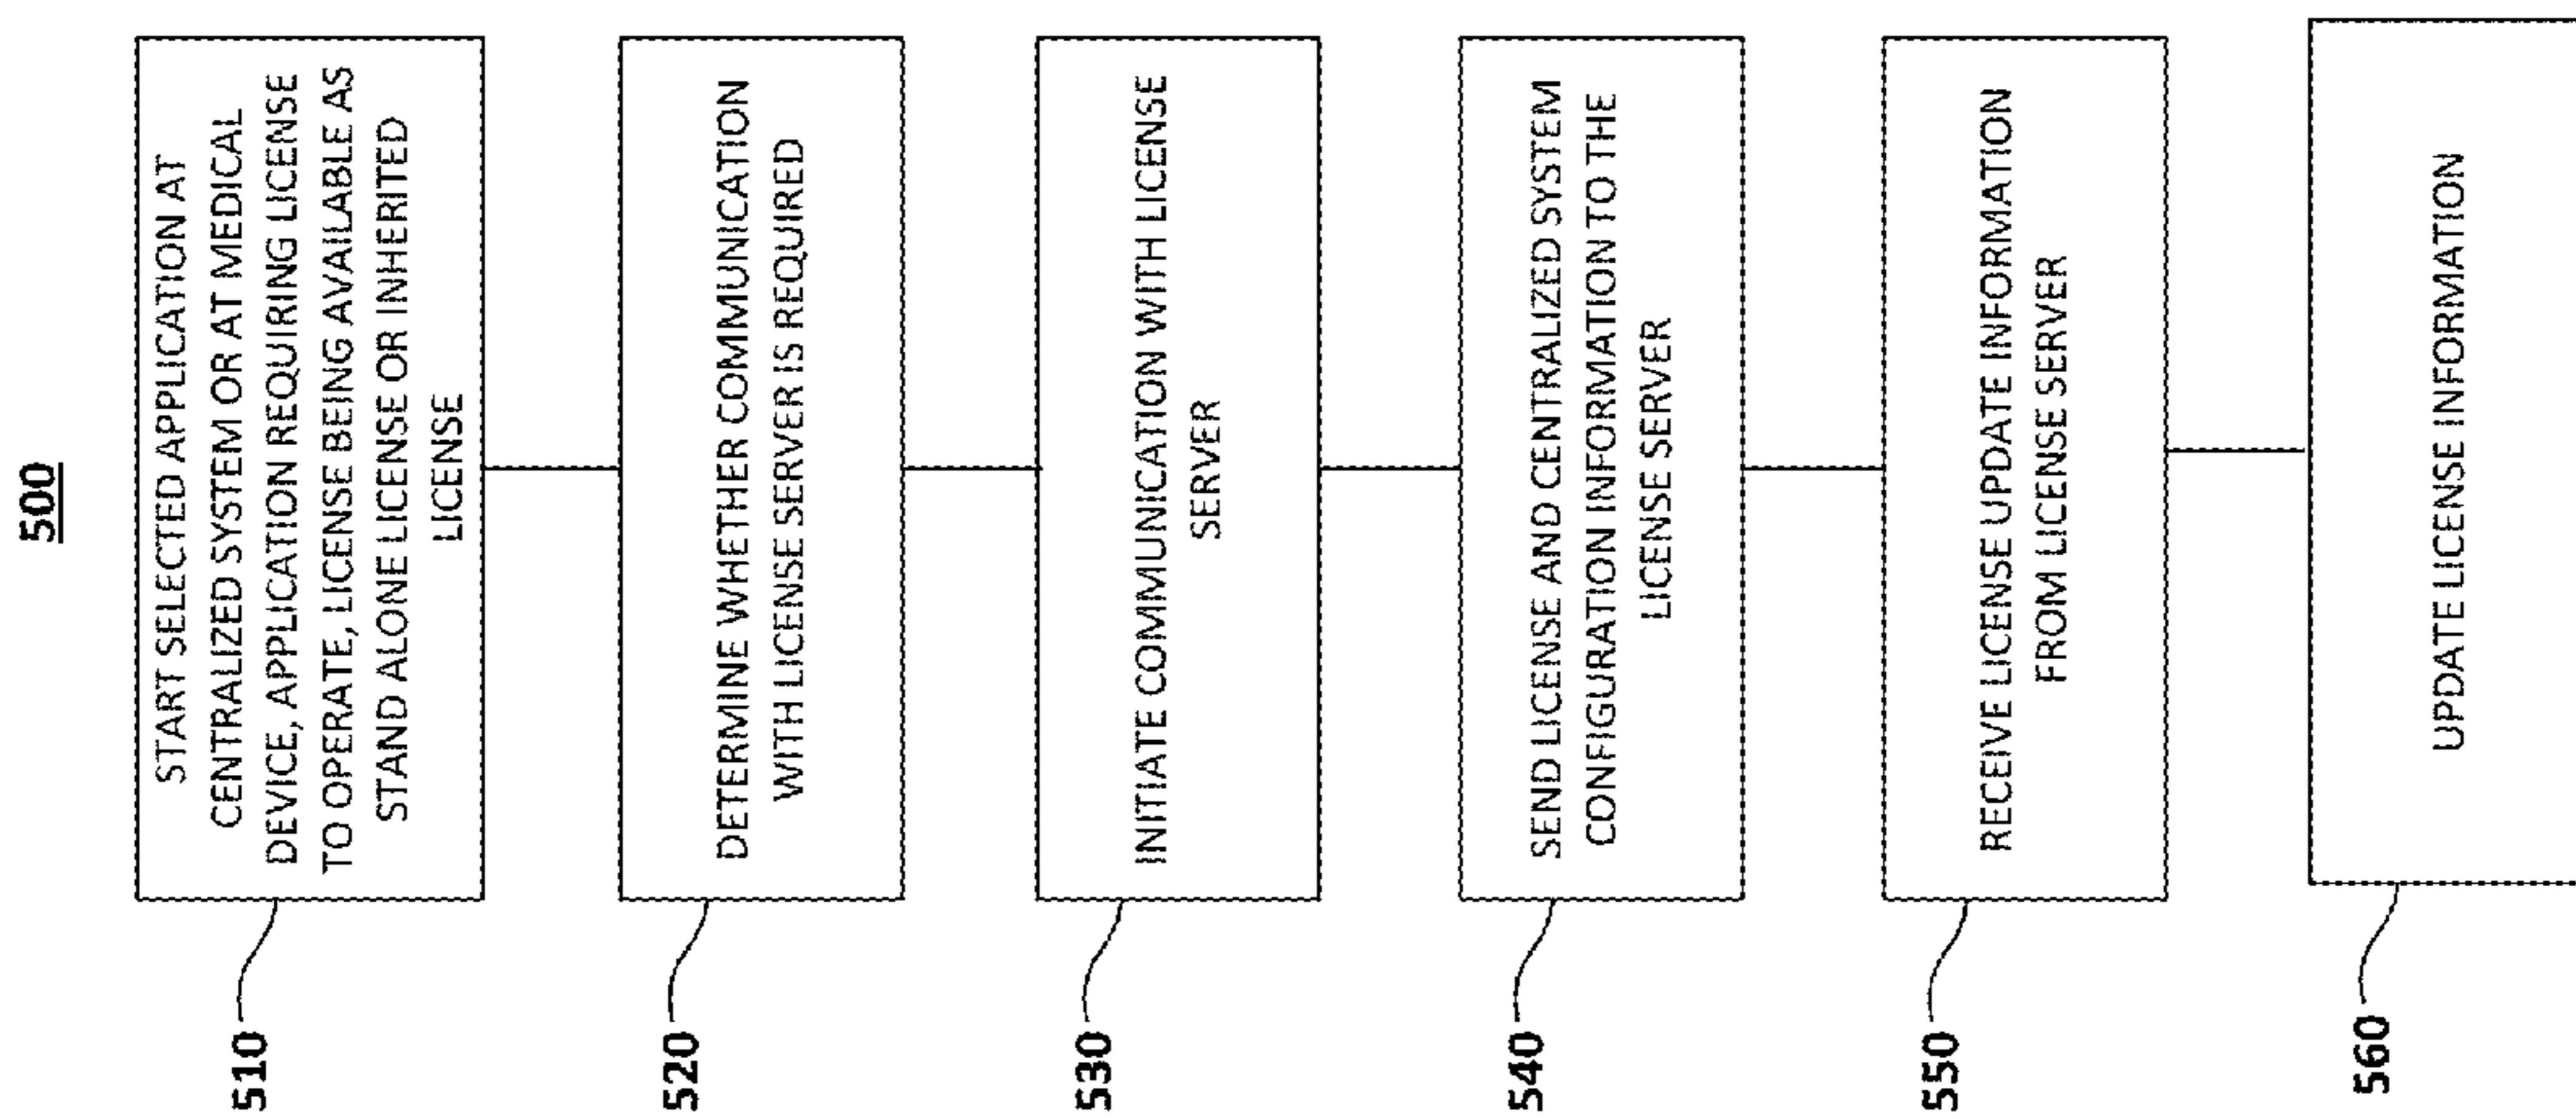 500
510
START SELECTED APPLICATION AT
CENTRALIZED SYSTEM OR AT MEDICAL
DEVICE, APPLICATION REQUIRING LICENSE
TO OPERATE, LICENSE BEING AVAILABLE AS
STAND ALONE LICENSE OR INHERITED
LICENSE
520
DETERMINE WHETHER COMMUNICATION
WITH LICENSE SERVER IS REQUIRED
530
INITIATE COMMUNICATION WITH LICENSE
SERVER
540
SEND LICENSE AND CENTRALIZED SYSTEM
CONFIGURATION INFORMATION TO THE
LICENSE SERVER
550
RECEIVE LICENSE UPDATE INFORMATION
FROM LICENSE SERVER
560
UPDATE LICENSE INFORMATION